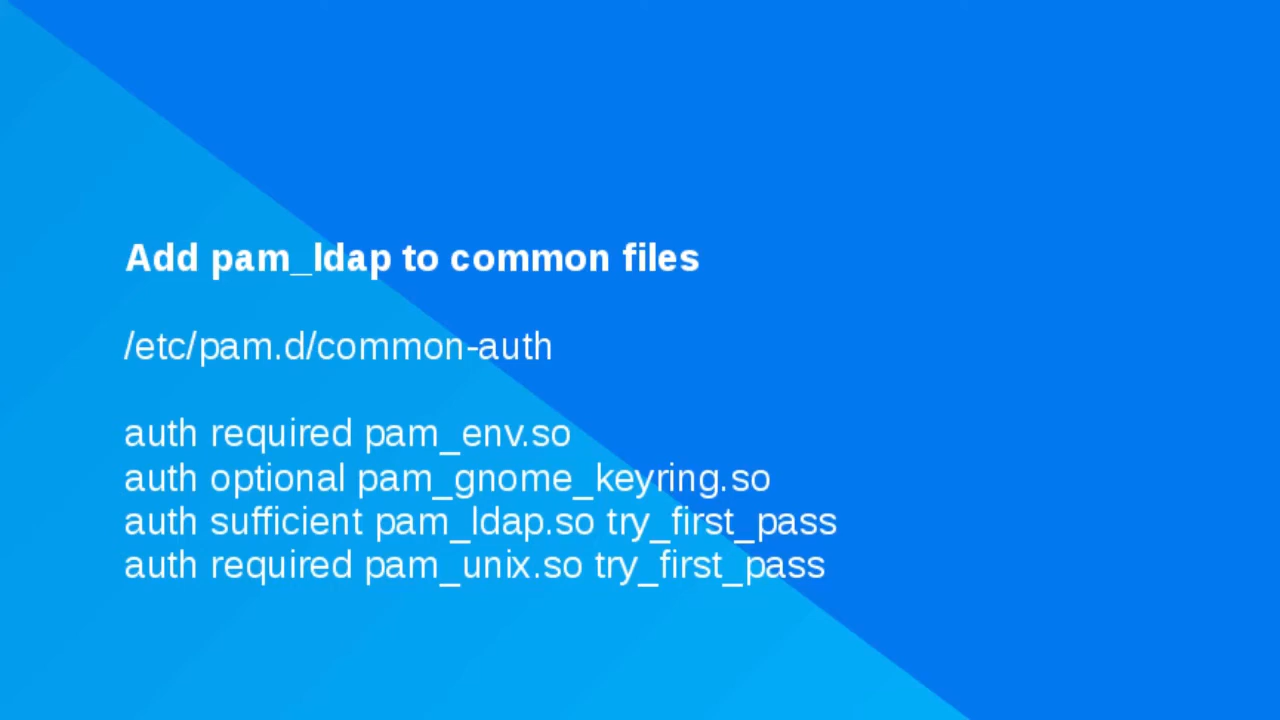 Add pam_ldap to common files
/etc/pam.d/common-auth
auth required pam_env.so
auth optional pam_gnome_keyring.so
auth sufficient pam_ldap.so try_first_pass
auth required pam_unix.so try_first_pass